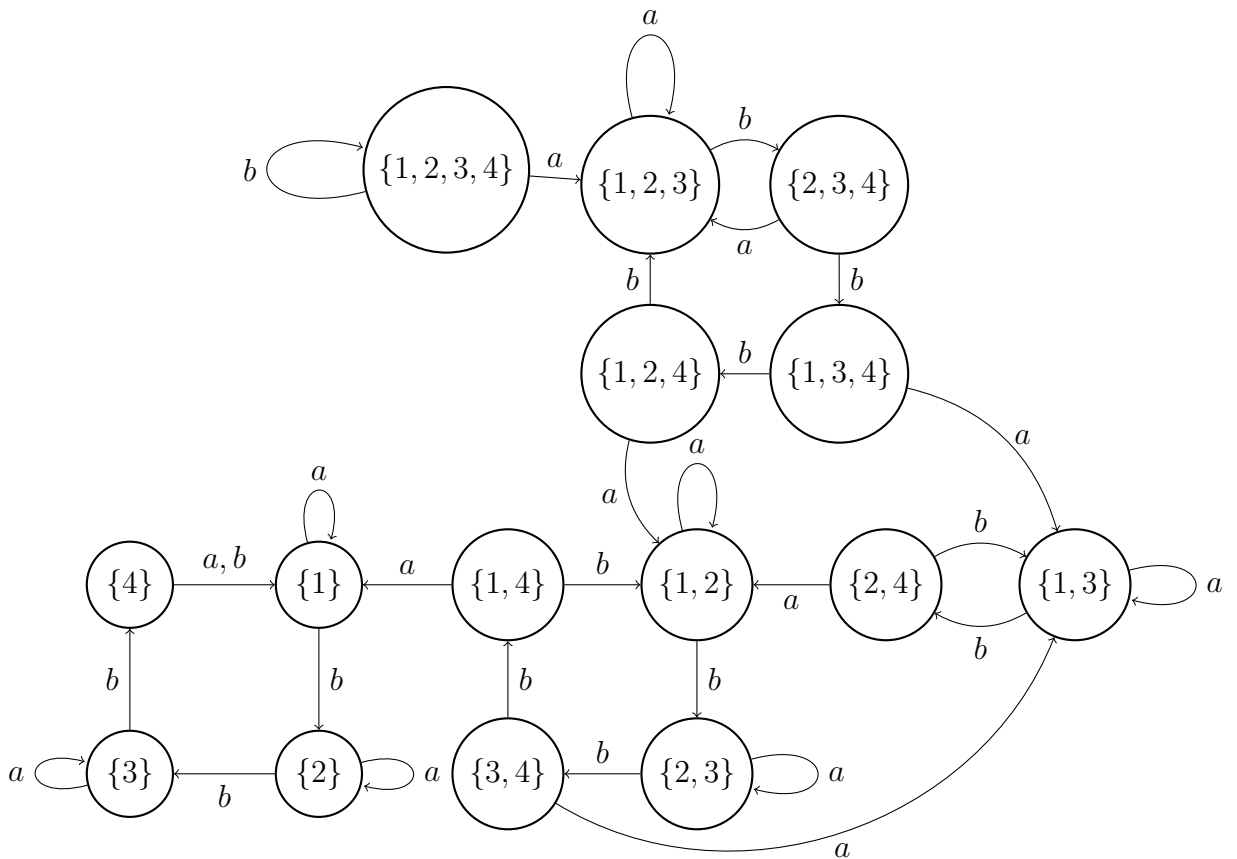 a
b
b {1, 2, 3, 4} a {1, 2, 3} {2, 3, 4}
a
b b
{1, 2, 4} b {1, 3, 4}
a
a
a
a
a, b a b b
{4} {1} {1, 4} {1, 2} {2, 4} {1, 3} a
a
b
b b b b
a {3} {2} a {3, 4} b {2, 3} a
b
a